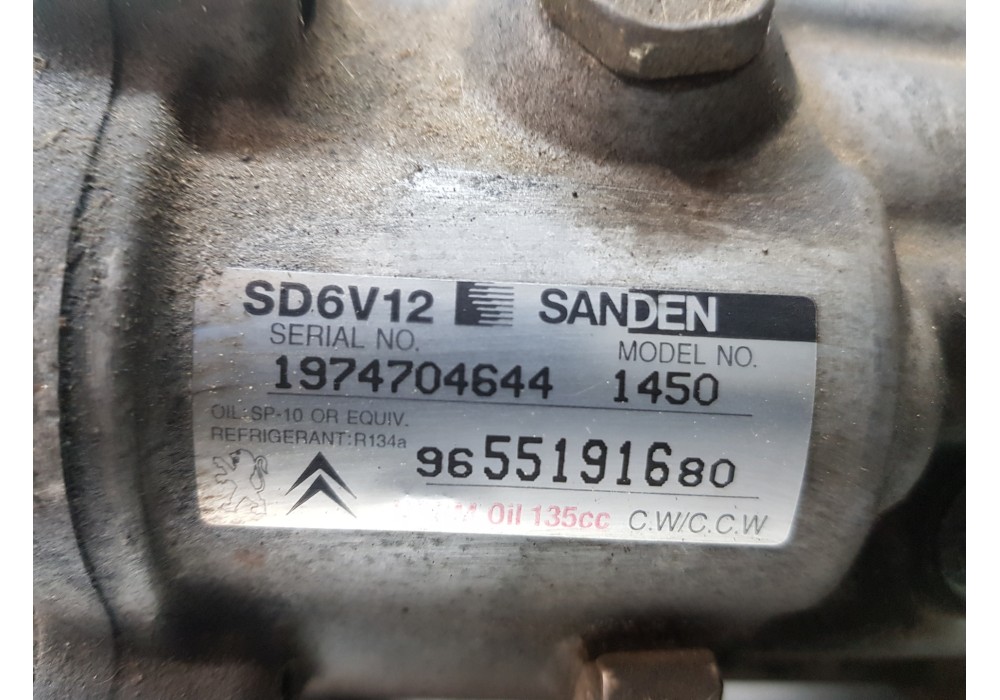 SD6V12 SANDEN
SERIAL NO. MODEL NO.
1974704644 1450
OIL: SP-10 OR EQUIV.
REFRIGERANT: R134a
9655191680
Oil 135cc C.W/C.C.W